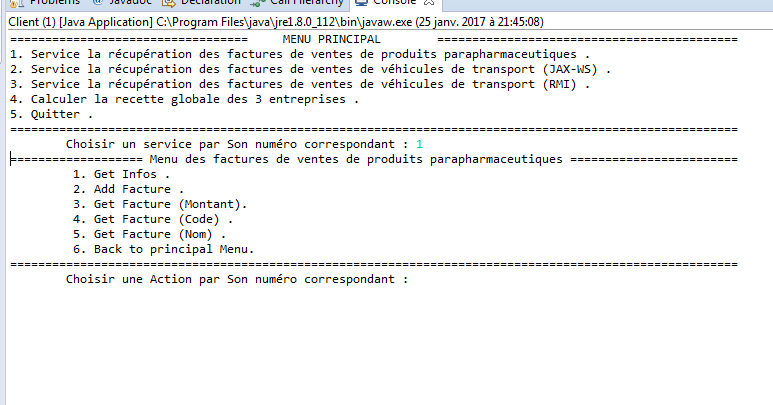 Problems @ Javadoc Declaration Call Hierarchy Console
Client (1) [Java Application] C:\Program Files\java\jre1.8.0_112\bin\javaw.exe (25 janv. 2017 à 21:45:08)
================================== MENU PRINCIPAL ===========================================
1. Service la récupération des factures de ventes de produits parapharmaceutiques .
2. Service la récupération des factures de ventes de véhicules de transport (JAX-WS) .
3. Service la récupération des factures de ventes de véhicules de transport (RMI) .
4. Calculer la recette globale des 3 entreprises .
5. Quitter .
========================================================================================================
Choisir un service par Son numéro correspondant : 1
=================== Menu des factures de ventes de produits parapharmaceutiques ========================
1. Get Infos .
2. Add Facture .
3. Get Facture (Montant).
4. Get Facture (Code) .
5. Get Facture (Nom) .
6. Back to principal Menu.
========================================================================================================
Choisir une Action par Son numéro correspondant :